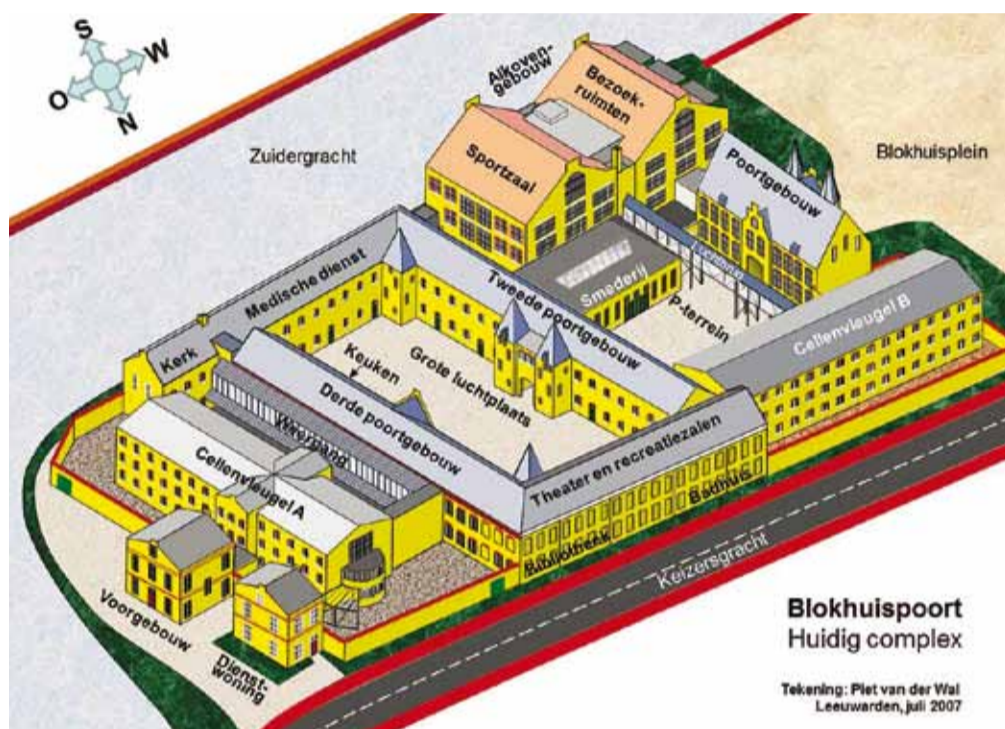 S
W
O
N
Alkoven-
gebouw
Bezoek-
ruimten
Sportzaal
Zuidergracht
Blokhuisplein
Poortgebouw
Medische dienst
Tweede poortgebouw
Smederij
P-terrein
Cellenvleugel B
Kerk
Keuken
Grote luchtplaats
Derde poortgebouw
Cellenvleugel A
Theater en recreatiezalen
Badhuis
Bibliotheek
Keizersgracht
Voorgebouw
Dienst-
woning
Blokhuispoort
Huidig complex
Tekening: Piet van der Wal
Leeuwarden, juli 2007